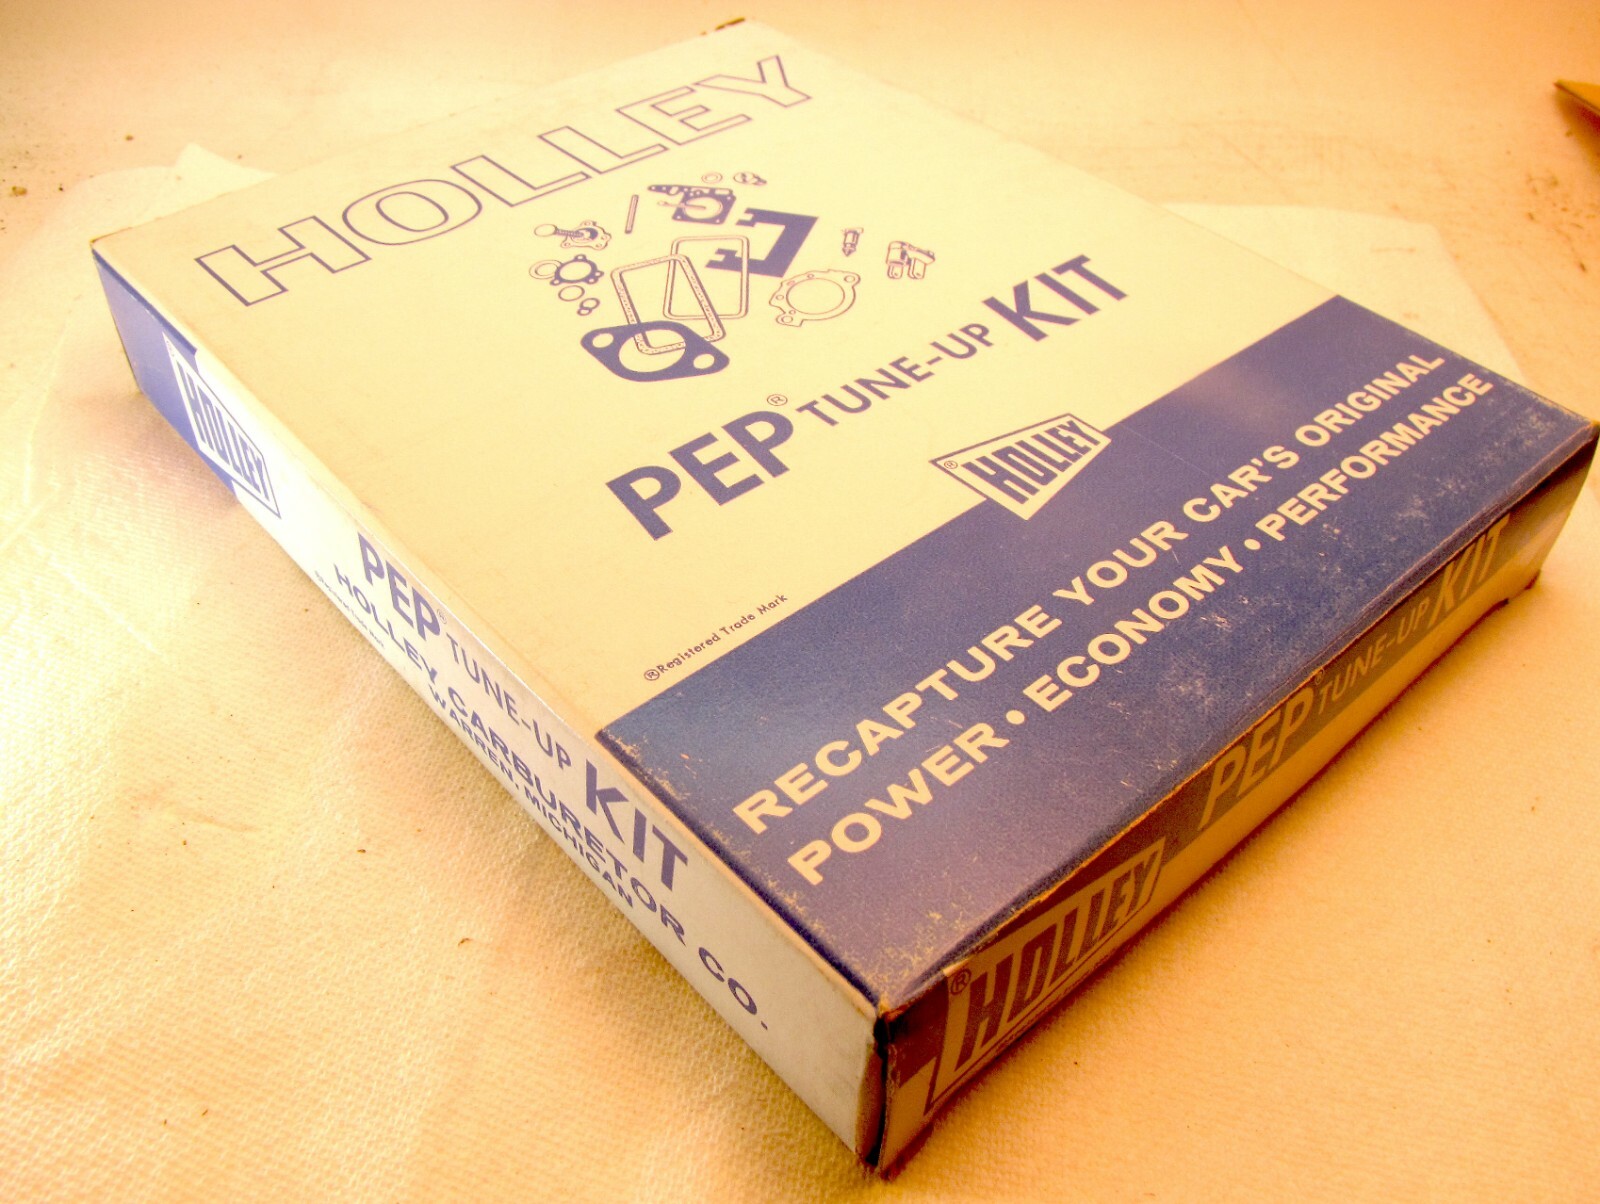 HOLLEY
PEP® TUNE-UP KIT
® HOLLEY
®Registered Trade Mark
RECAPTURE YOUR CAR'S ORIGINAL
POWER • ECONOMY • PERFORMANCE
HOLLEY
PEP® TUNE-UP KIT
HOLLEY CARBURETOR CO.
WARREN • MICHIGAN
® HOLLEY
PEP® TUNE-UP KIT